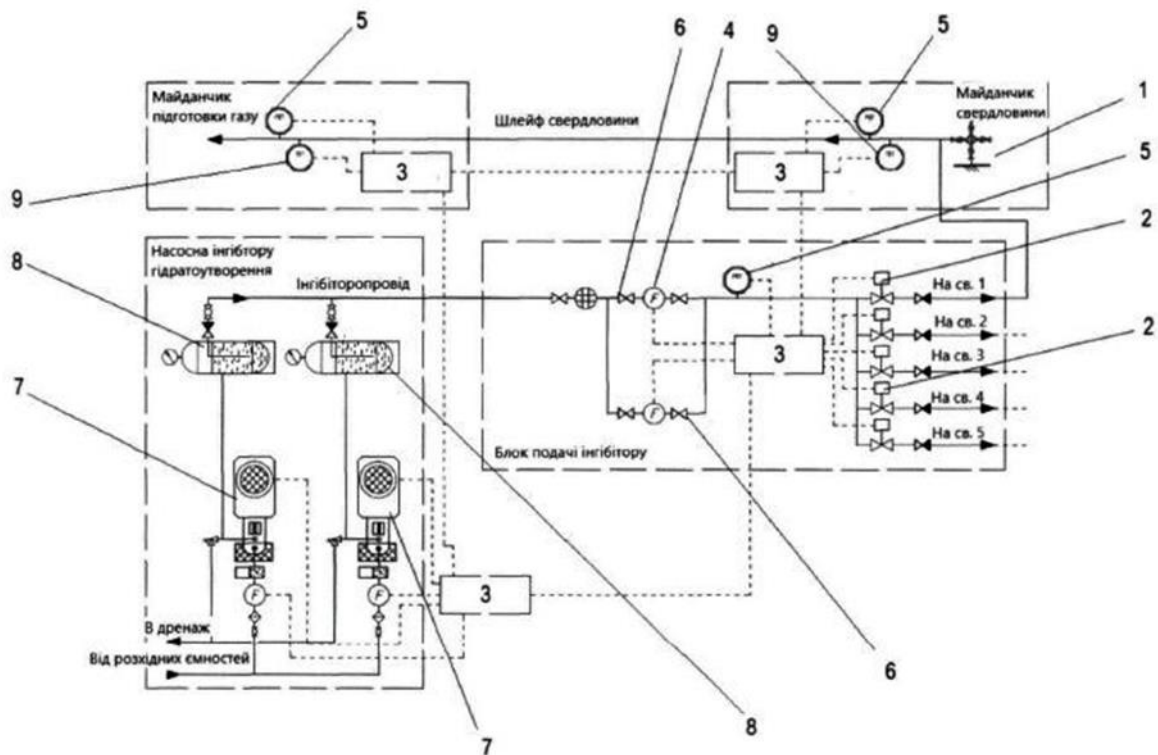 5
6
4
9
5
Майданчик
підготовки газу
Шлейф свердловини
Майданчик
свердловини
1
3
3
5
9
2
Насосна інгібтору
гідратоутворення
8
Інгібіторопровід
F
На св. 1
На св. 2
2
3
На св. 3
7
На св. 4
F
На св. 5
Блок подачі інгібітору
3
F
F
В дренаж
Від розхідних ємностей
6
8
7